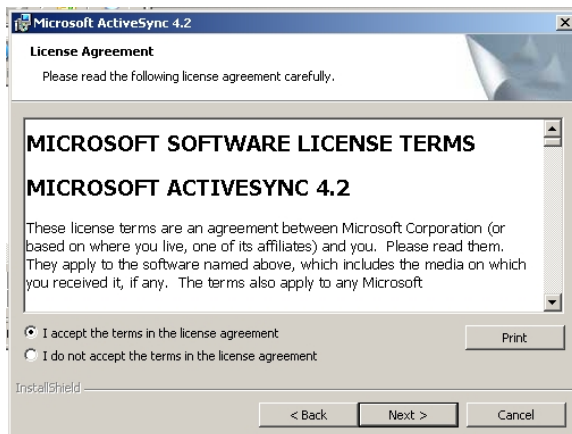 Microsoft ActiveSync 4.2
License Agreement
Please read the following license agreement carefully.
MICROSOFT SOFTWARE LICENSE TERMS
MICROSOFT ACTIVESYNC 4.2
These license terms are an agreement between Microsoft Corporation (or
based on where you live, one of its affiliates) and you.  Please read them.
They apply to the software named above, which includes the media on which
you received it, if any.  The terms also apply to any Microsoft
I accept the terms in the license agreement
Print
I do not accept the terms in the license agreement
InstallShield
< Back
Next >
Cancel